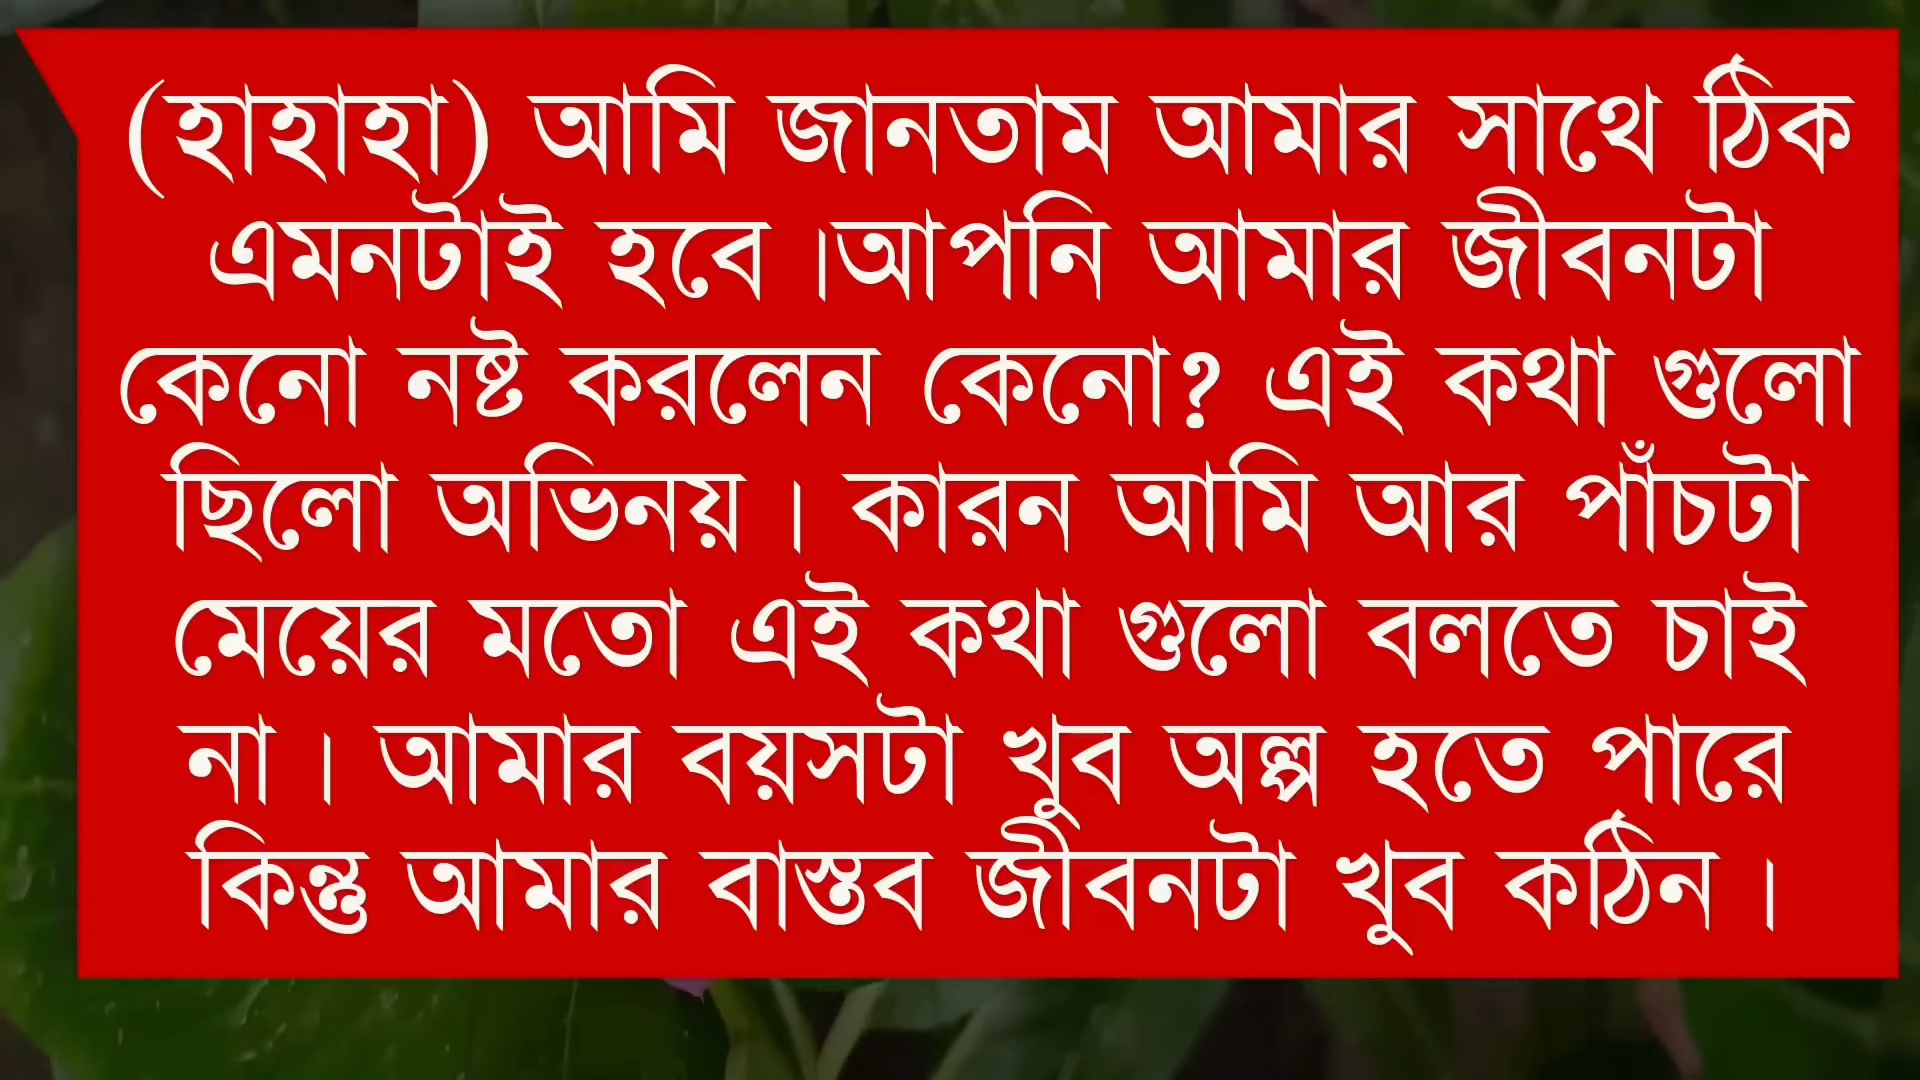 (হাহাহা) আমি জানতাম আমার সাথে ঠিক
এমনটাই হবে ।আপনি আমার জীবনটা
কেনো নষ্ট করলেন কেনো? এই কথা গুলো
ছিলো অভিনয় । কারন আমি আর পাঁচটা
মেয়ের মতো এই কথা গুলো বলতে চাই
না । আমার বয়সটা খুব অল্প হতে পারে
কিন্তু আমার বাস্তব জীবনটা খুব কঠিন ।